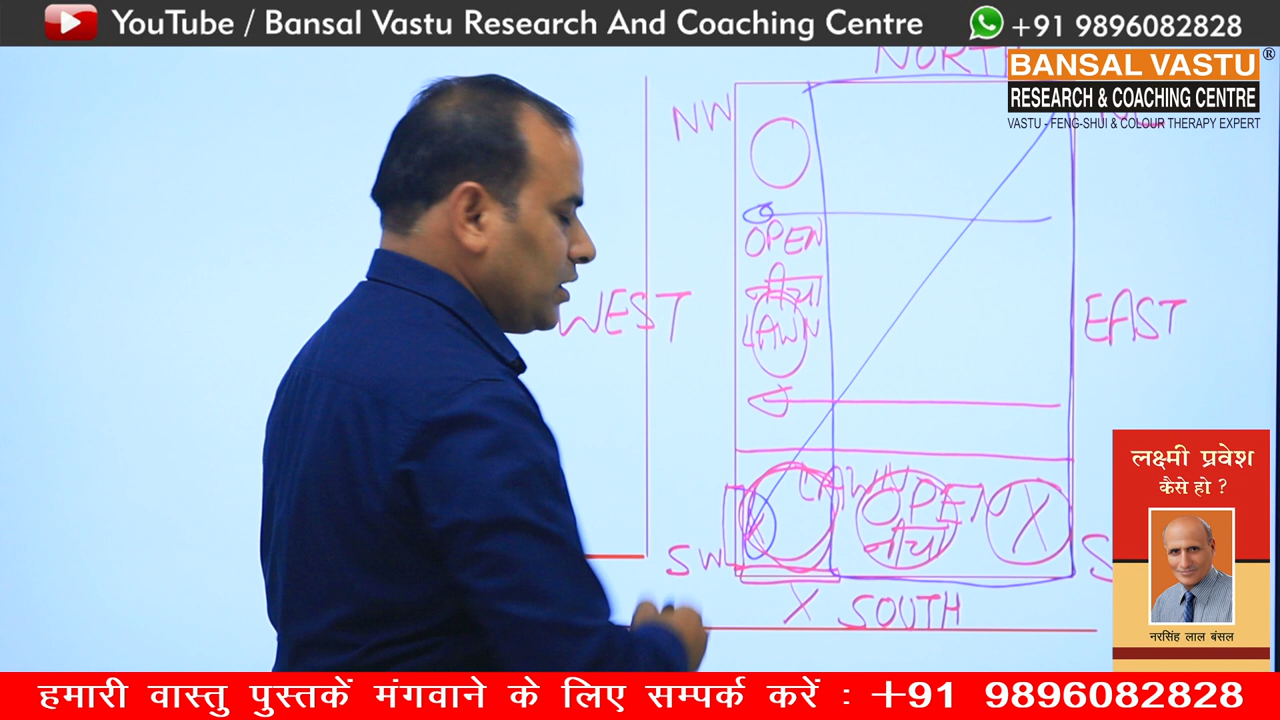 YouTube / Bansal Vastu Research And Coaching Centre
+91 9896082828
NORTH
BANSAL VASTU ®
RESEARCH & COACHING CENTRE
VASTU - FENG-SHUI & COLOUR THERAPY EXPERT
NW
OPEN
नीचा
LAWN
WEST
EAST
लक्ष्मी प्रवेश
कैसे हो ?
LAWN
OPEN
नीचा
X
X
SW
S
X SOUTH
नरसिंह लाल बंसल
हमारी वास्तु पुस्तकें मंगवाने के लिए सम्पर्क करें : +91 9896082828